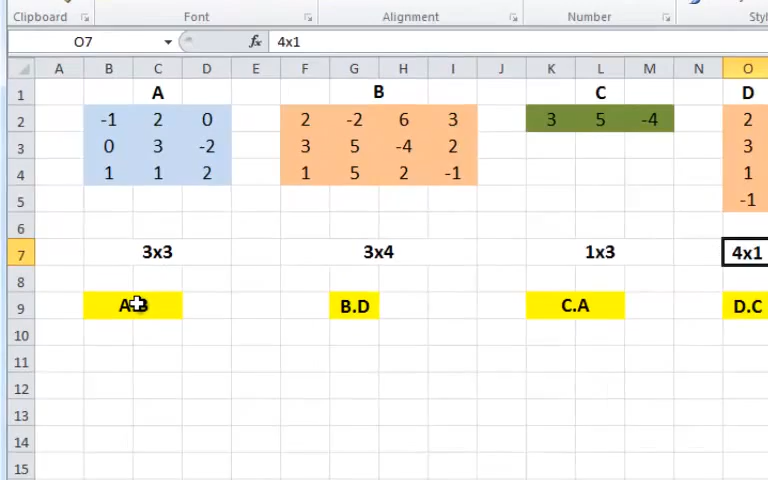 Clipboard Font Alignment Number
O7 fx 4x1
A B C D E F G H I J K L M N O
1 A B C D
2 -1 2 0 2 -2 6 3 3 5 -4 2
3 0 3 -2 3 5 -4 2 3
4 1 1 2 1 5 2 -1 1
5 -1
6
7 3x3 3x4 1x3 4x1
8
9 B.D C.A D.C
10
11
12
13
14
15